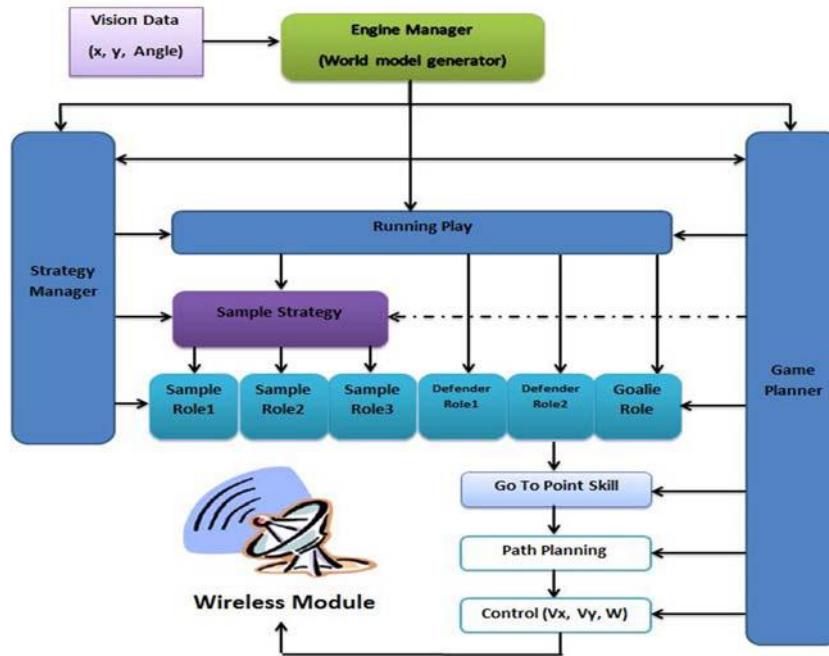 Vision Data
(x, y, Angle)
Engine Manager
(World model generator)
Running Play
Strategy
Manager
Sample Strategy
Game
Planner
Sample
Role1
Sample
Role2
Sample
Role3
Defender
Role1
Defender
Role2
Goalie
Role
Go To Point Skill
Path Planning
Wireless Module
Control (Vx, Vy, W)